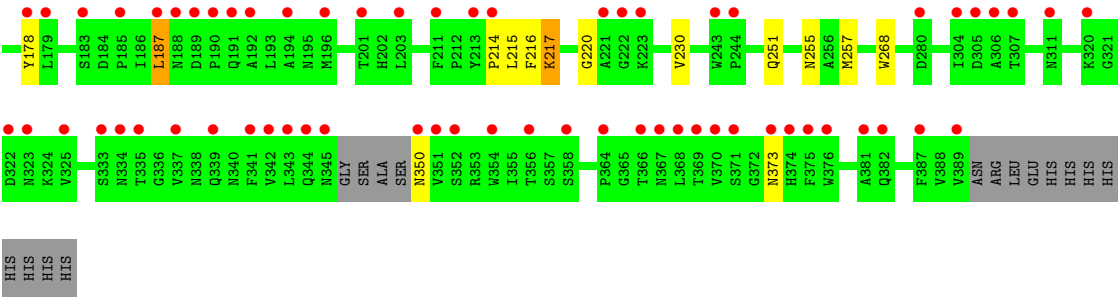 Y178 L179 S183 D184 P185 I186 L187 N188 D189 P190 Q191 A192 L193 A194 N195 M196 T201 H202 L203 F211 P212 Y213 P214 L215 F216 K217 G220 A221 G222 K223 V230 W243 P244 Q251 N255 A256 M257 W268 D280 I304 D305 A306 T307 N311 K320 G321
D322 N323 K324 V325 S333 N334 T335 G336 V337 N338 Q339 N340 F341 V342 L343 Q344 N345 GLY SER ALA SER N350 V351 S352 R353 W354 I355 T356 S357 S358 P364 G365 T366 N367 L368 T369 V370 S371 G372 N373 H374 F375 W376 A381 Q382 F387 V388 V389 ASN ARG LEU GLU HIS HIS HIS HIS
HIS HIS HIS HIS